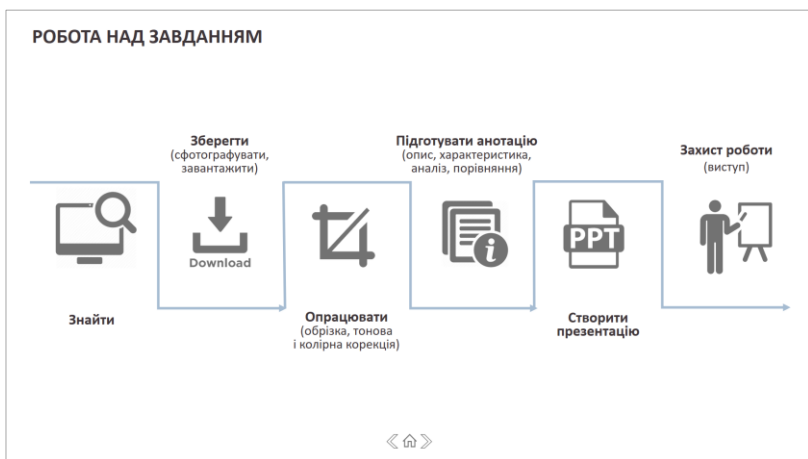 РОБОТА НАД ЗАВДАННЯМ
Зберегти
(сфотографувати,
завантажити)
Підготувати анотацію
(опис, характеристика,
аналіз, порівняння)
Захист роботи
(виступ)
Download
i
PPT
Знайти
Опрацювати
(обрізка, тонова
і колірна корекція)
Створити
презентацію